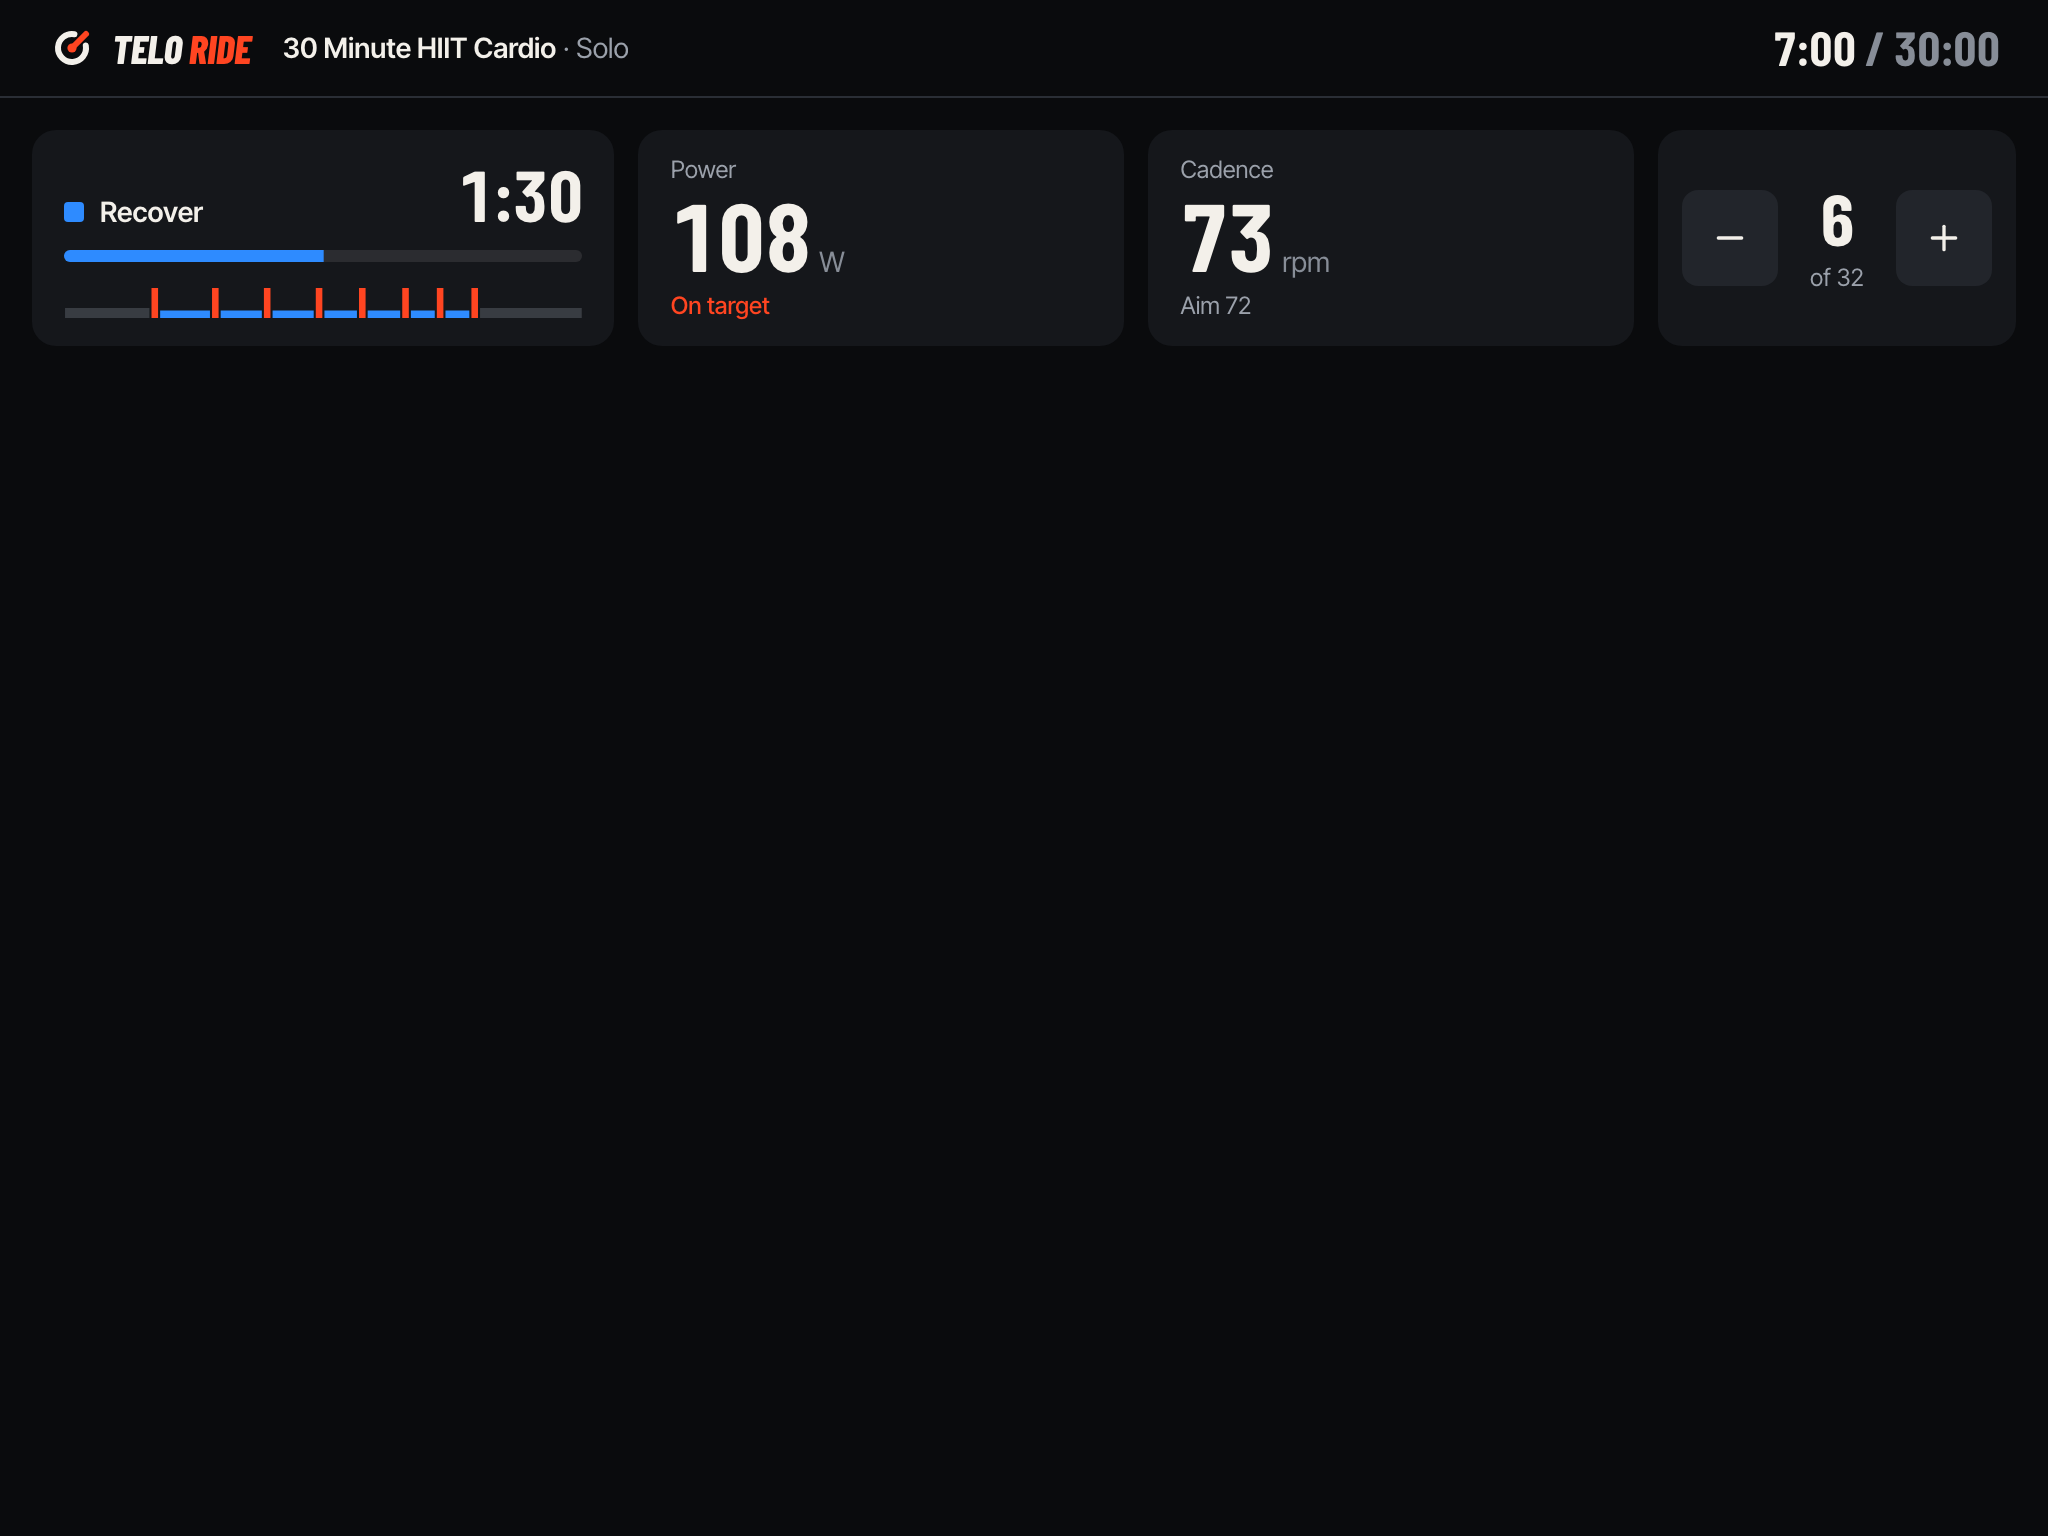 TELO RIDE 30 Minute HIIT Cardio · Solo 7:00 / 30:00
Recover 1:30
Power
108 W
On target
Cadence
73 rpm
Aim 72
− 6 +
of 32